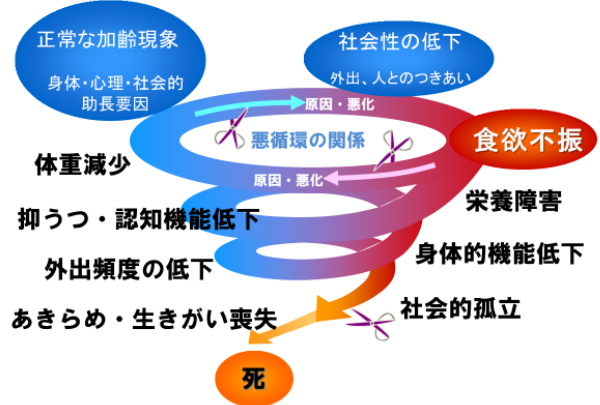 正常な加齢現象
身体・心理・社会的
助長要因
社会性の低下
外出、人とのつきあい
原因・悪化
悪循環の関係
食欲不振
原因・悪化
体重減少
栄養障害
抑うつ・認知機能低下
身体的機能低下
外出頻度の低下
社会的孤立
あきらめ・生きがい喪失
死